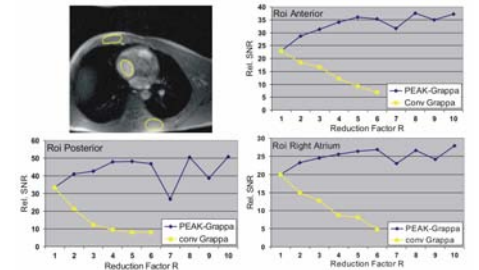 Roi Anterior
Rel. SNR
40
35
30
25
20
15
10
5
0
PEAK-Grappa
Conv Grappa
1 2 3 4 5 6 7 8 9 10
Reduction Factor R
Roi Posterior
Rel. SNR
60
50
40
30
20
10
0
PEAK-Grappa
conv Grappa
1 2 3 4 5 6 7 8 9 10
Reduction Factor R
Roi Right Atrium
Rel. SNR
30
25
20
15
10
5
0
PEAK-Grappa
conv Grappa
1 2 3 4 5 6 7 8 9 10
Reduction Factor R